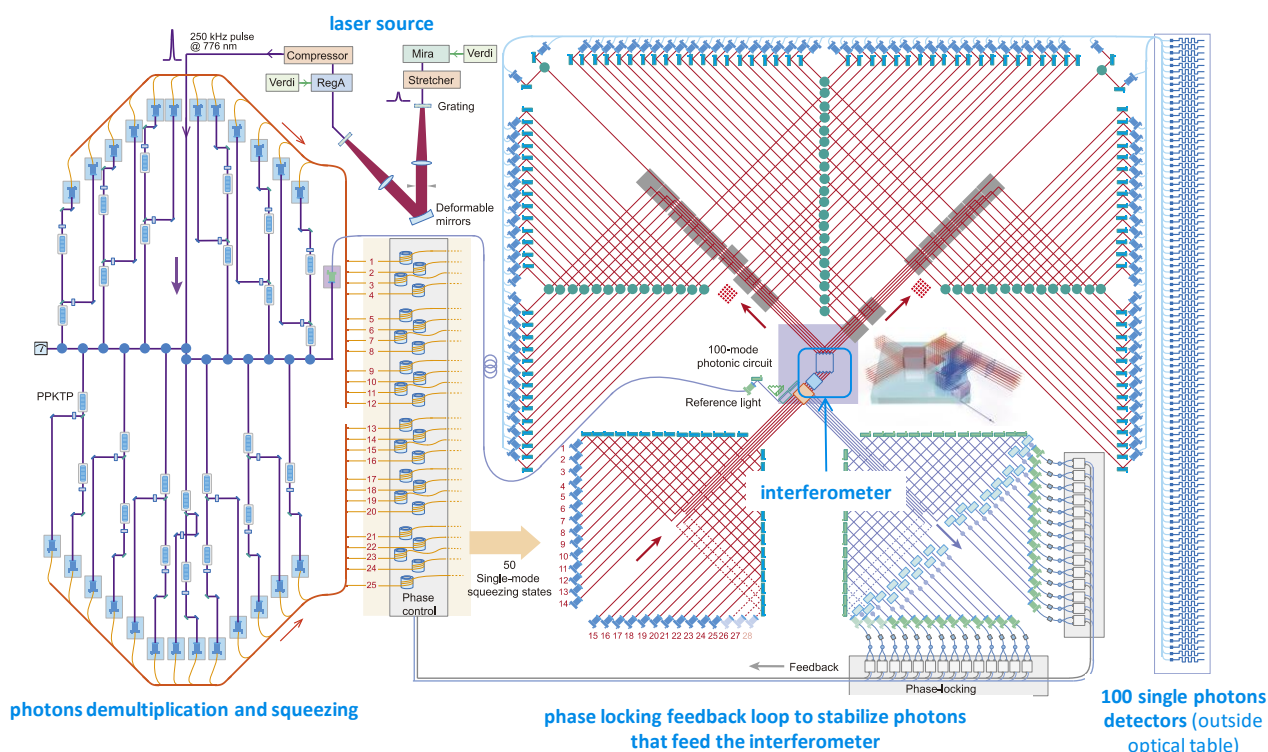 laser source
250 kHz pulse
@ 776 nm
Compressor
Mira
Verdi
Verdi
RegA
Stretcher
Grating
Deformable
mirrors
1
2
3
4
5
6
7
8
9
10
11
12
PPKTP
13
14
15
16
17
18
19
20
21
22
23
24
25
Phase
control
50
Single-mode
squeezing states
100-mode
photonic circuit
Reference light
interferometer
1
2
3
4
5
6
7
8
9
10
11
12
13
14
15 16 17 18 19 20 21 22 23 24 25 26 27 28
Feedback
Phase-locking
photons demultiplication and squeezing
phase locking feedback loop to stabilize photons
that feed the interferometer
100 single photons
detectors (outside
optical table)